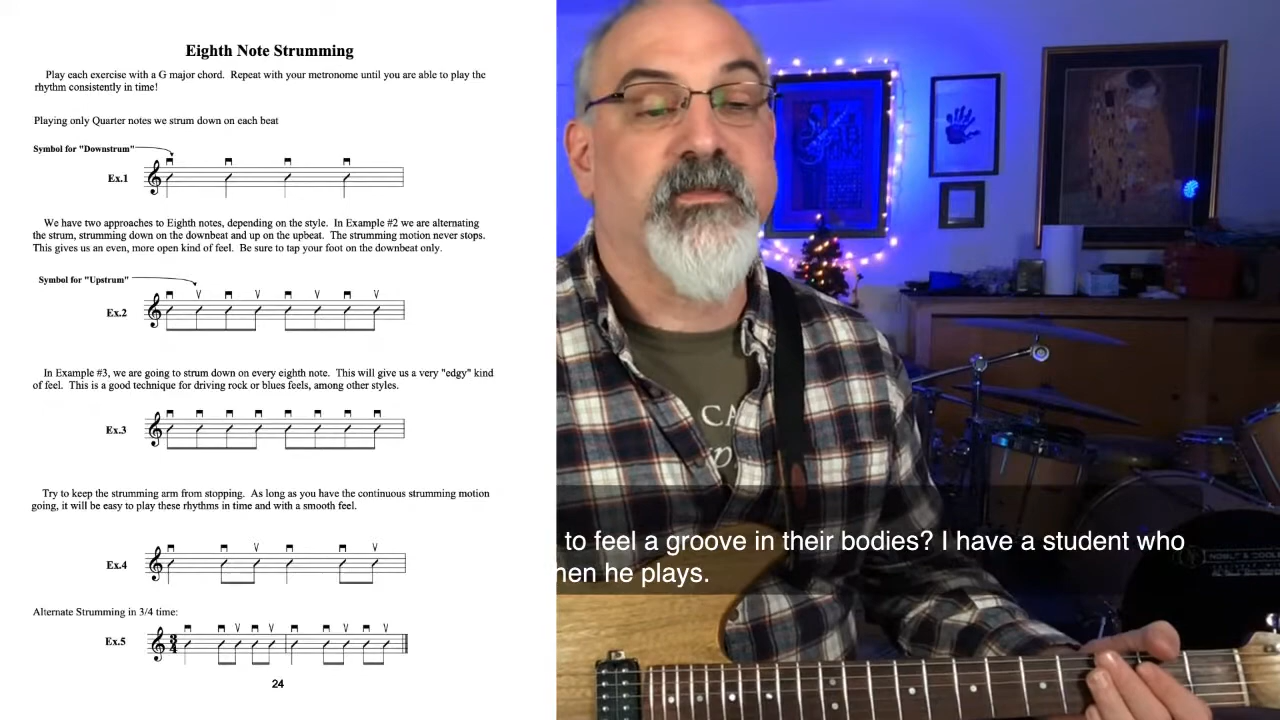 Eighth Note Strumming
Play each exercise with a G major chord. Repeat with your metronome until you are able to play the
rhythm consistently in time!
Playing only Quarter notes we strum down on each beat
Symbol for "Downstrum"
Ex.1
We have two approaches to Eighth notes, depending on the style. In Example #2 we are alternating
the strum, strumming down on the downbeat and up on the upbeat. The strumming motion never stops.
This gives us an even, more open kind of feel. Be sure to tap your foot on the downbeat only.
Symbol for "Upstrum"
Ex.2
In Example #3, we are going to strum down on every eighth note. This will give us a very "edgy" kind
of feel. This is a good technique for driving rock or blues feels, among other styles.
Ex.3
Try to keep the strumming arm from stopping. As long as you have the continuous strumming motion
going, it will be easy to play these rhythms in time and with a smooth feel.
Ex.4
Alternate Strumming in 3/4 time:
Ex.5
3
4
24
CA
to feel a groove in their bodies? I have a student who
hen he plays.